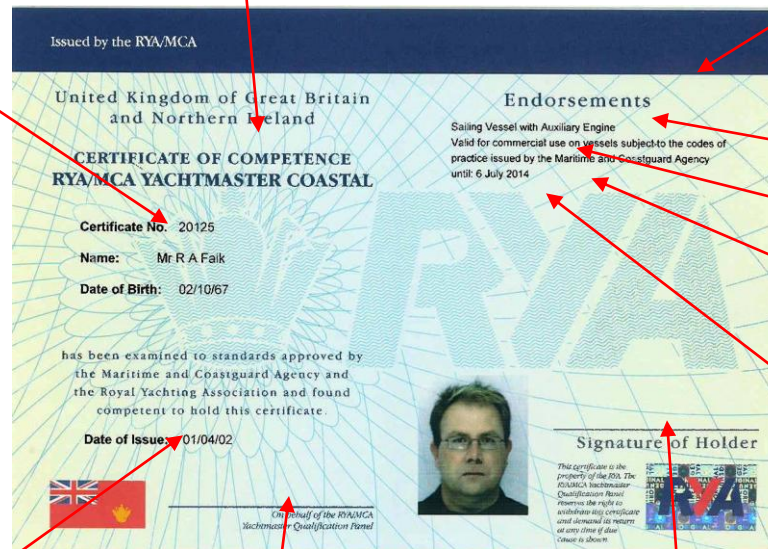 Issued by the RYA/MCA
United Kingdom of Great Britain
and Northern Ireland
CERTIFICATE OF COMPETENCE
RYA/MCA YACHTMASTER COASTAL
Certificate No. 20125
Name: Mr R A Falk
Date of Birth: 02/10/67
has been examined to standards approved by
the Maritime and Coastguard Agency and
the Royal Yachting Association and found
competent to hold this certificate.
Date of Issue: 01/04/02
On behalf of the RYA/MCA
Yachtmaster Qualification Panel
Endorsements
Sailing Vessel with Auxiliary Engine
Valid for commercial use on vessels subject to the codes of
practice issued by the Maritime and Coastguard Agency
until: 6 July 2014
RYA
Signature of Holder
This certificate is the
property of the RYA. The
RYA/MCA Yachtmaster
Qualification Panel
reserves the right to
withdraw any certificate
and demand its return
at any time if due
cause is shown
RYA